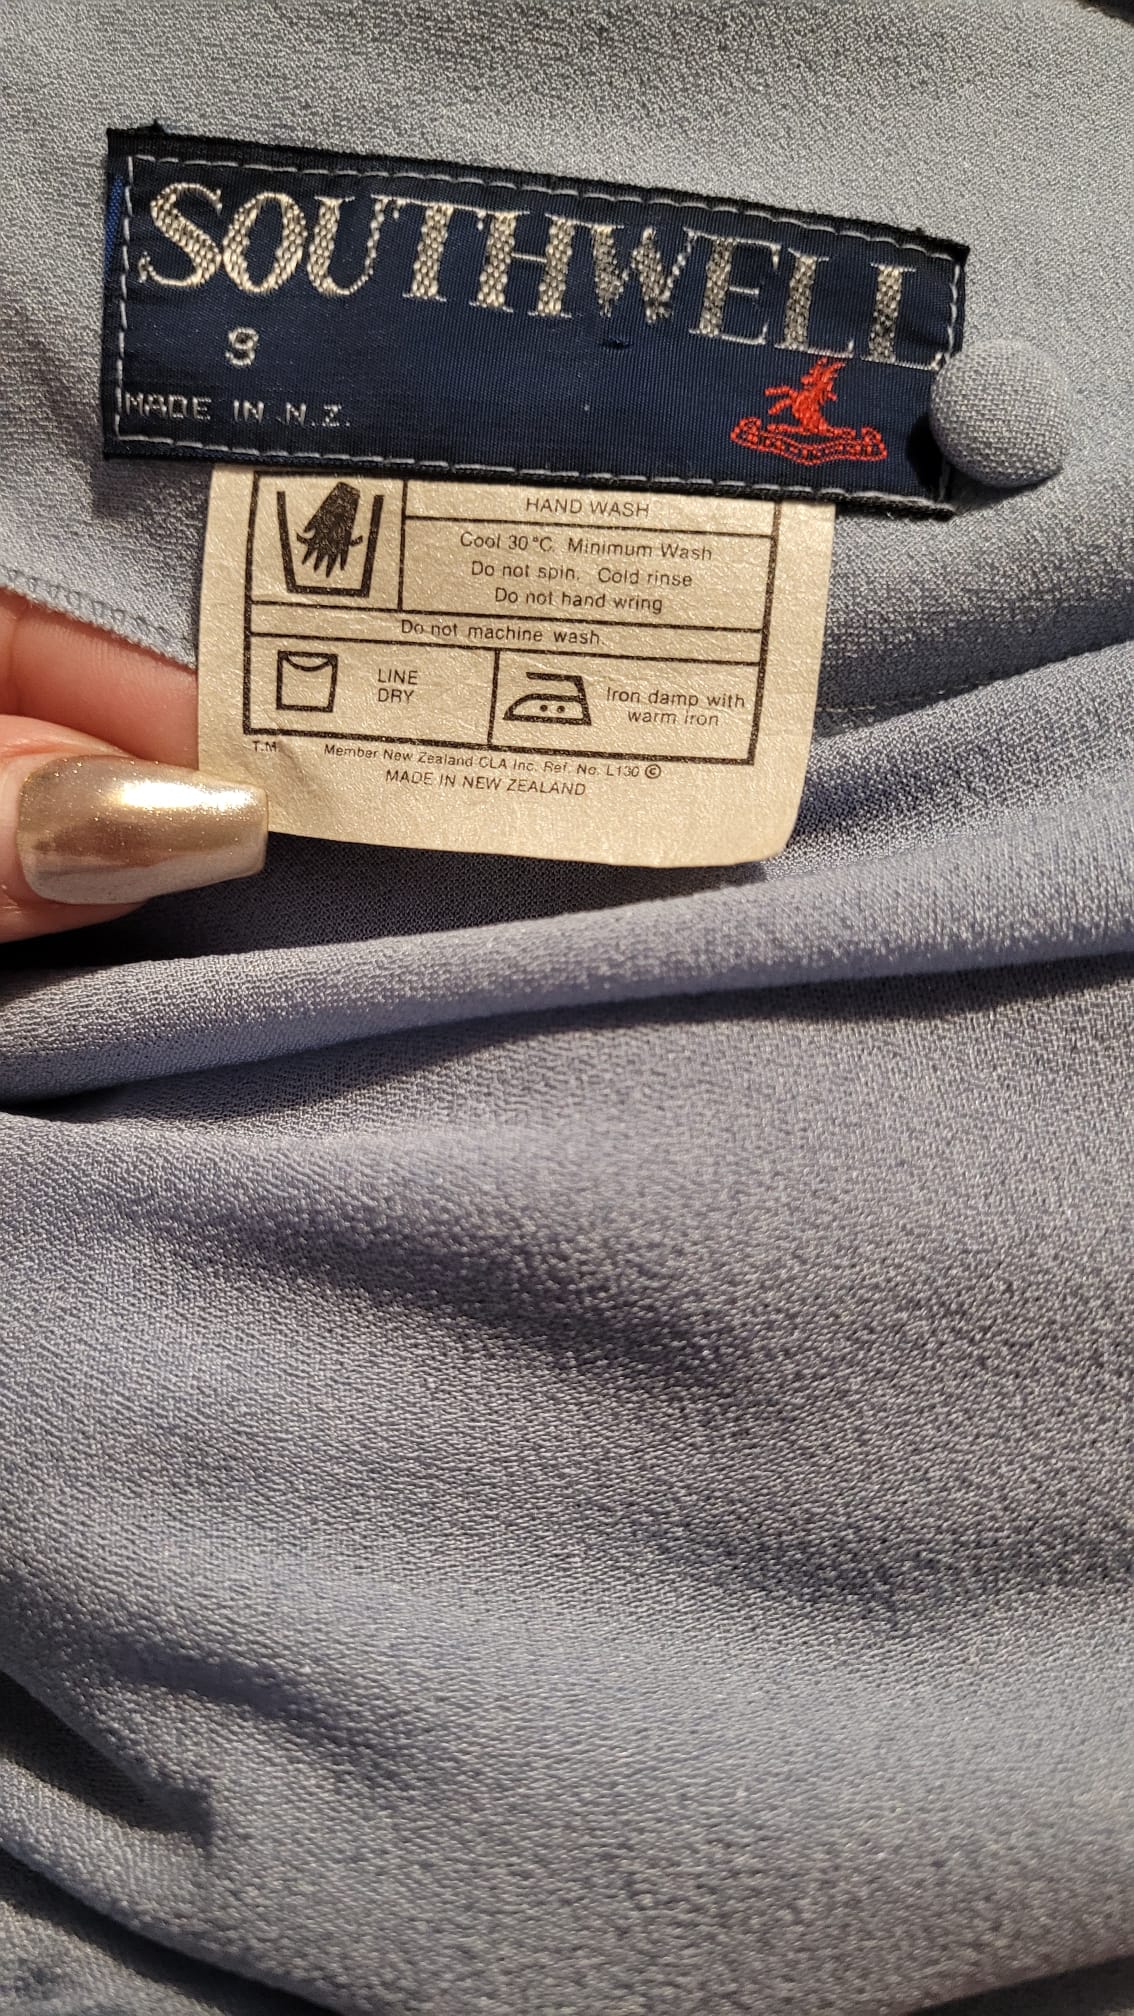 SOUTHWELL
8
MADE IN N.Z.
HAND WASH
Cool 30°C. Minimum Wash
Do not spin. Cold rinse
Do not hand wring
Do not machine wash.
LINE
DRY
Iron damp with
warm iron
T.M. Member New Zealand CLA Inc. Ref. No. L130 ©
MADE IN NEW ZEALAND